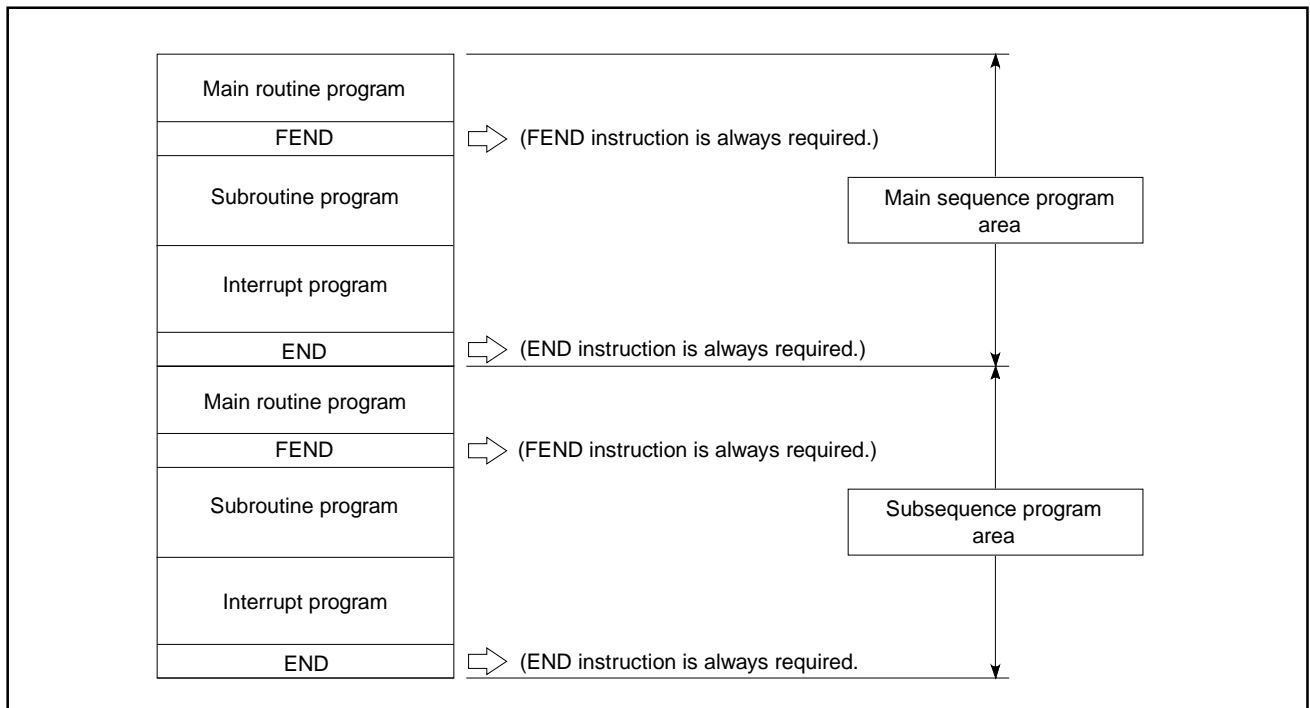 Main routine program
FEND
(FEND instruction is always required.)
Subroutine program
Main sequence program
area
Interrupt program
END
(END instruction is always required.)
Main routine program
FEND
(FEND instruction is always required.)
Subroutine program
Subsequence program
area
Interrupt program
END
(END instruction is always required.